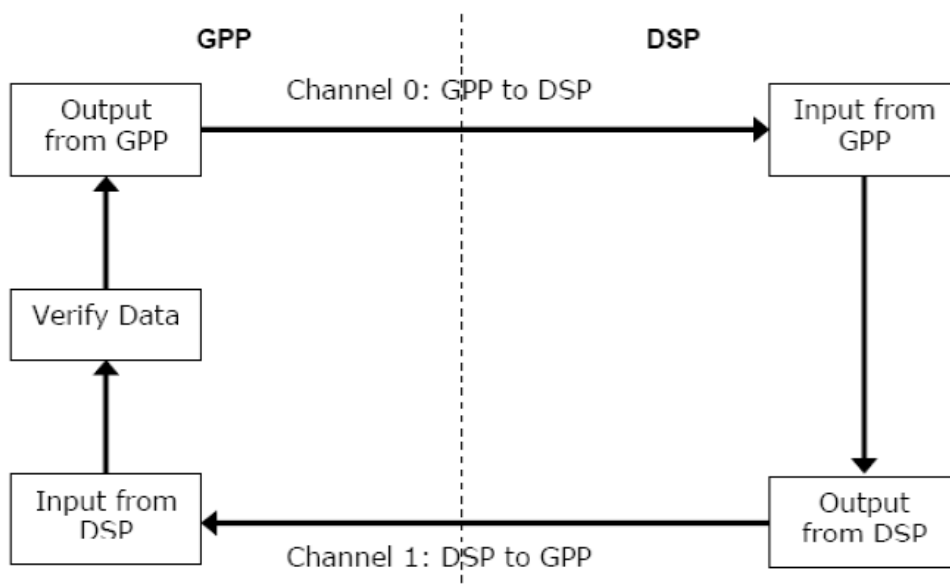 GPP
DSP
Channel 0: GPP to DSP
Output
from GPP
Input from
GPP
Verify Data
Input from
DSP
Output
from DSP
Channel 1: DSP to GPP